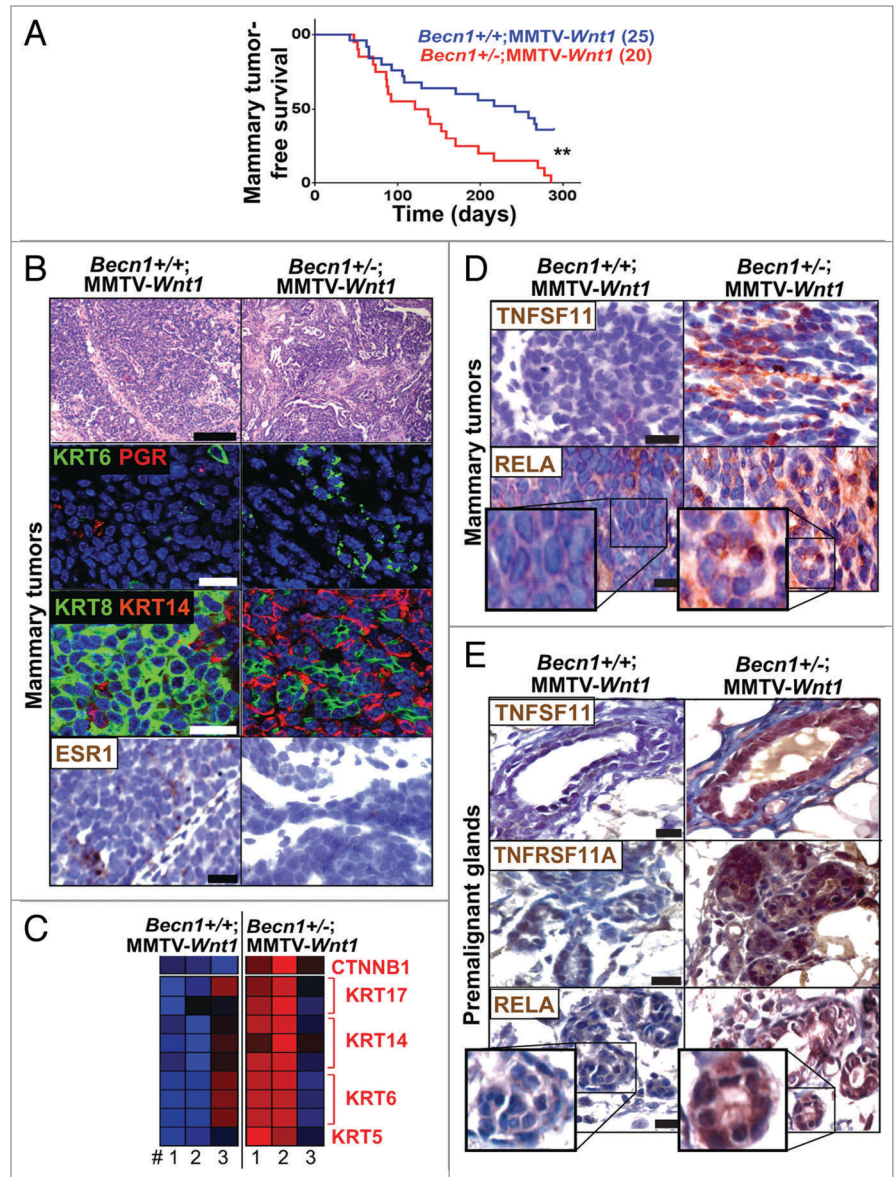 A
Becn1+/+;MMTV-Wnt1 (25)
Becn1+/-;MMTV-Wnt1 (20)
Mammary tumor-
free survival
00
50
0
**
0 100 200 300
Time (days)
B
Becn1+/+;
MMTV-Wnt1
Becn1+/-;
MMTV-Wnt1
Mammary tumors
KRT6 PGR
KRT8 KRT14
ESR1
C
Becn1+/+;
MMTV-Wnt1
Becn1+/-;
MMTV-Wnt1
CTNNB1
KRT17
KRT14
KRT6
KRT5
# 1 2 3 1 2 3
D
Becn1+/+;
MMTV-Wnt1
Becn1+/-;
MMTV-Wnt1
Mammary tumors
TNFSF11
RELA
E
Becn1+/+;
MMTV-Wnt1
Becn1+/-;
MMTV-Wnt1
Premalignant glands
TNFSF11
TNFRSF11A
RELA